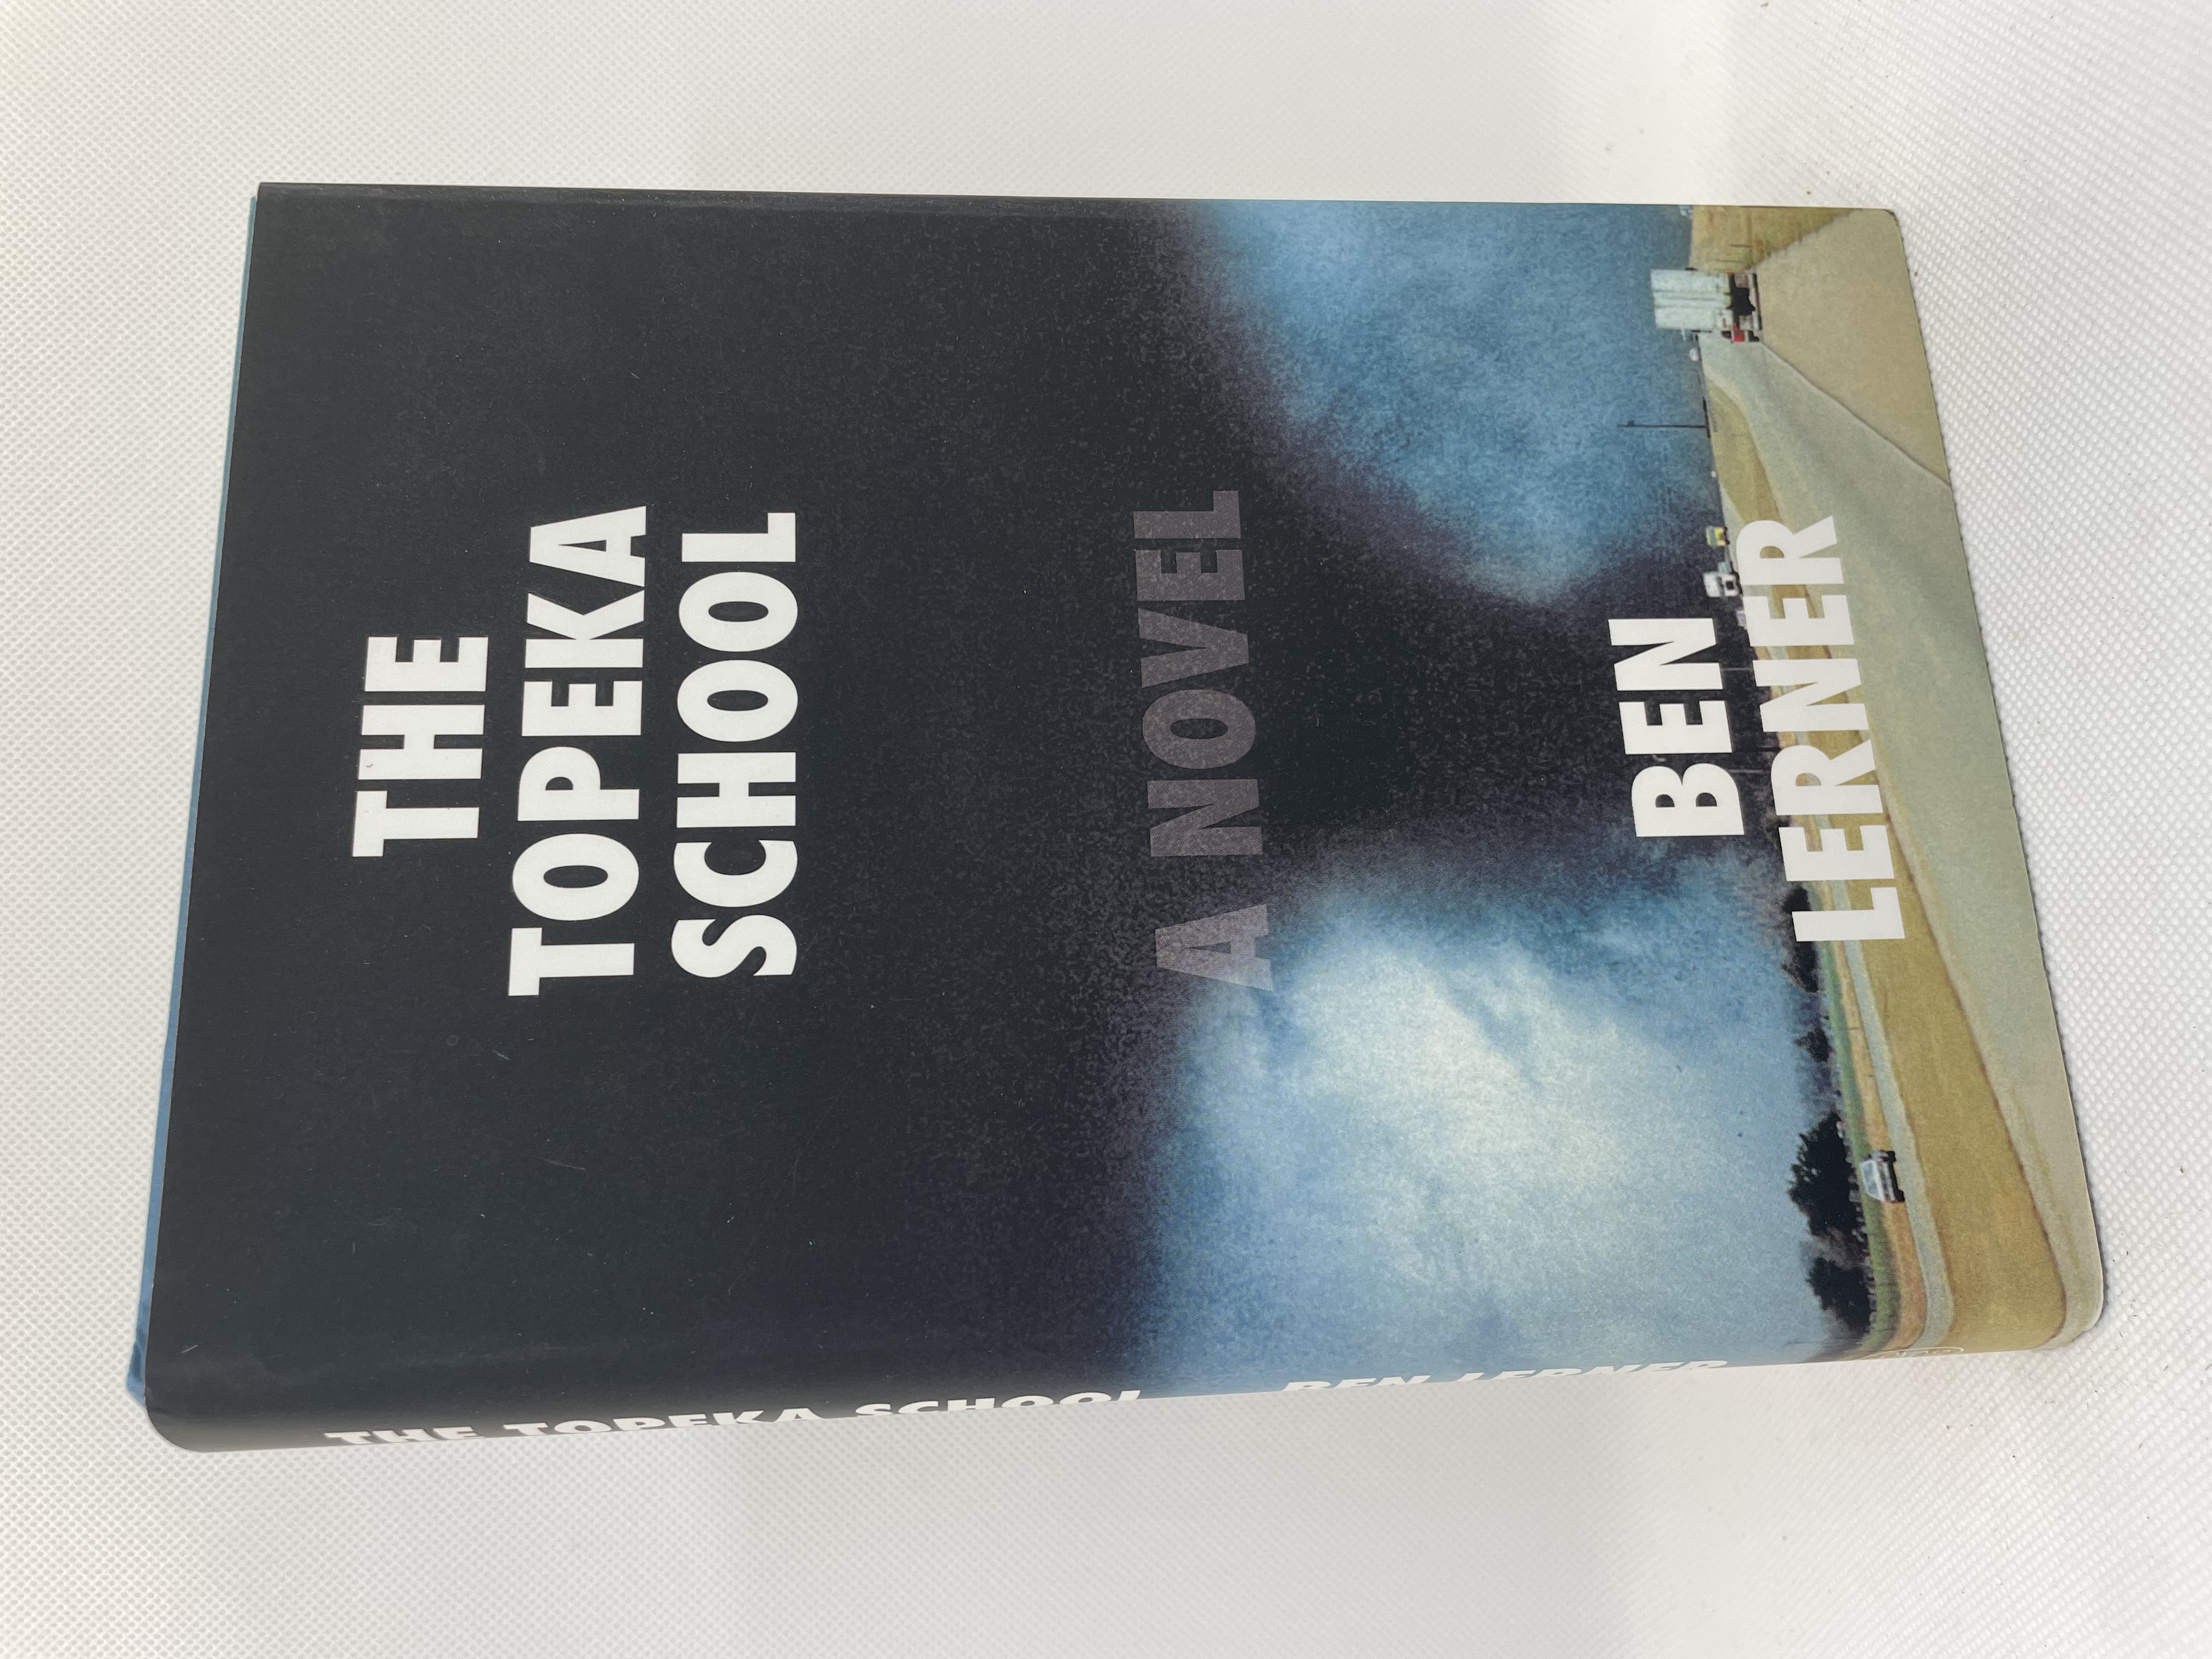 THE
TOPEKA
SCHOOL
A NOVEL
BEN
LERNER
THE TOPEKA SCHOOL BEN LERNER